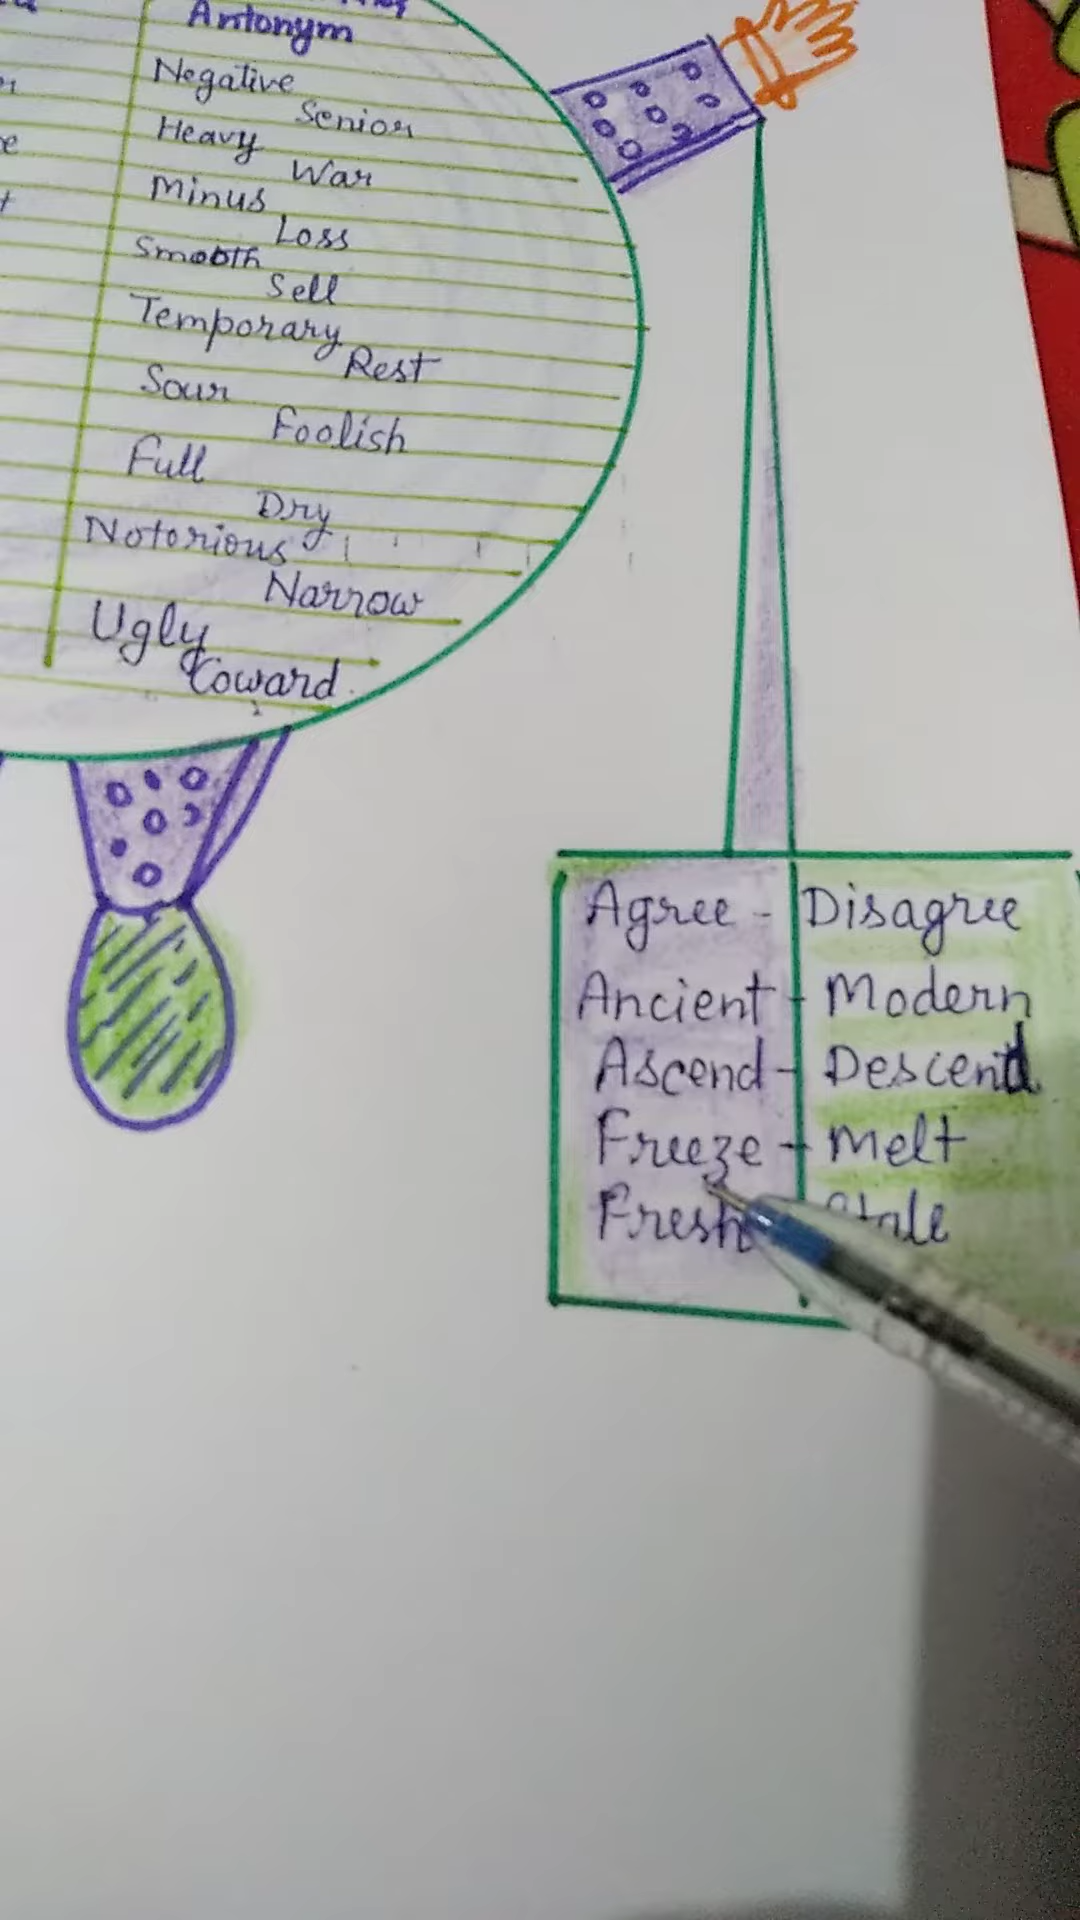 Antonym
Negative
Senior
Heavy
War
Minus
Loss
Smooth
Sell
Temporary
Rest
Sour
Foolish
Full
Dry
Notorious
Narrow
Ugly
Coward
Agree - Disagree
Ancient - Modern
Ascend - Descend
Freeze - Melt
Fresh Stale